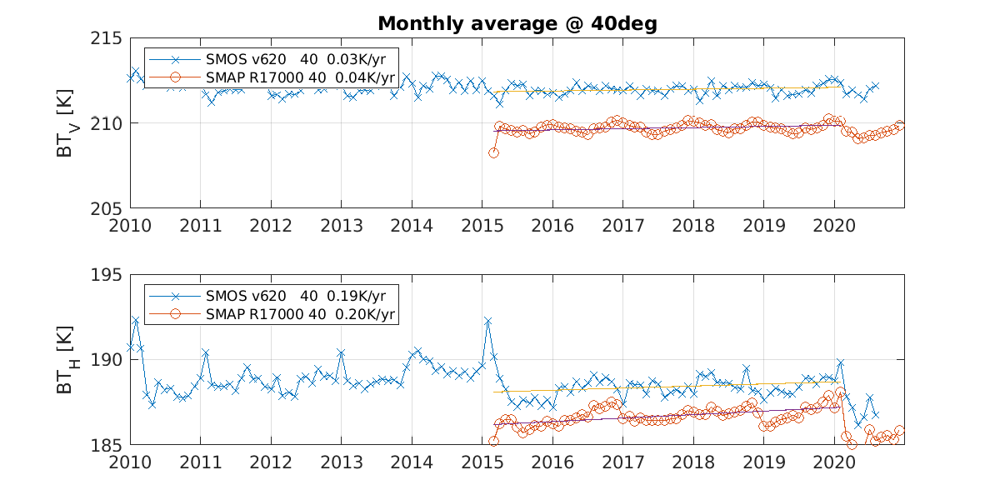 Monthly average @ 40deg
215
210
205
BT_V [K]
SMOS v620 40 0.03K/yr
SMAP R17000 40 0.04K/yr
2010 2011 2012 2013 2014 2015 2016 2017 2018 2019 2020
195
190
185
BT_H [K]
SMOS v620 40 0.19K/yr
SMAP R17000 40 0.20K/yr
2010 2011 2012 2013 2014 2015 2016 2017 2018 2019 2020